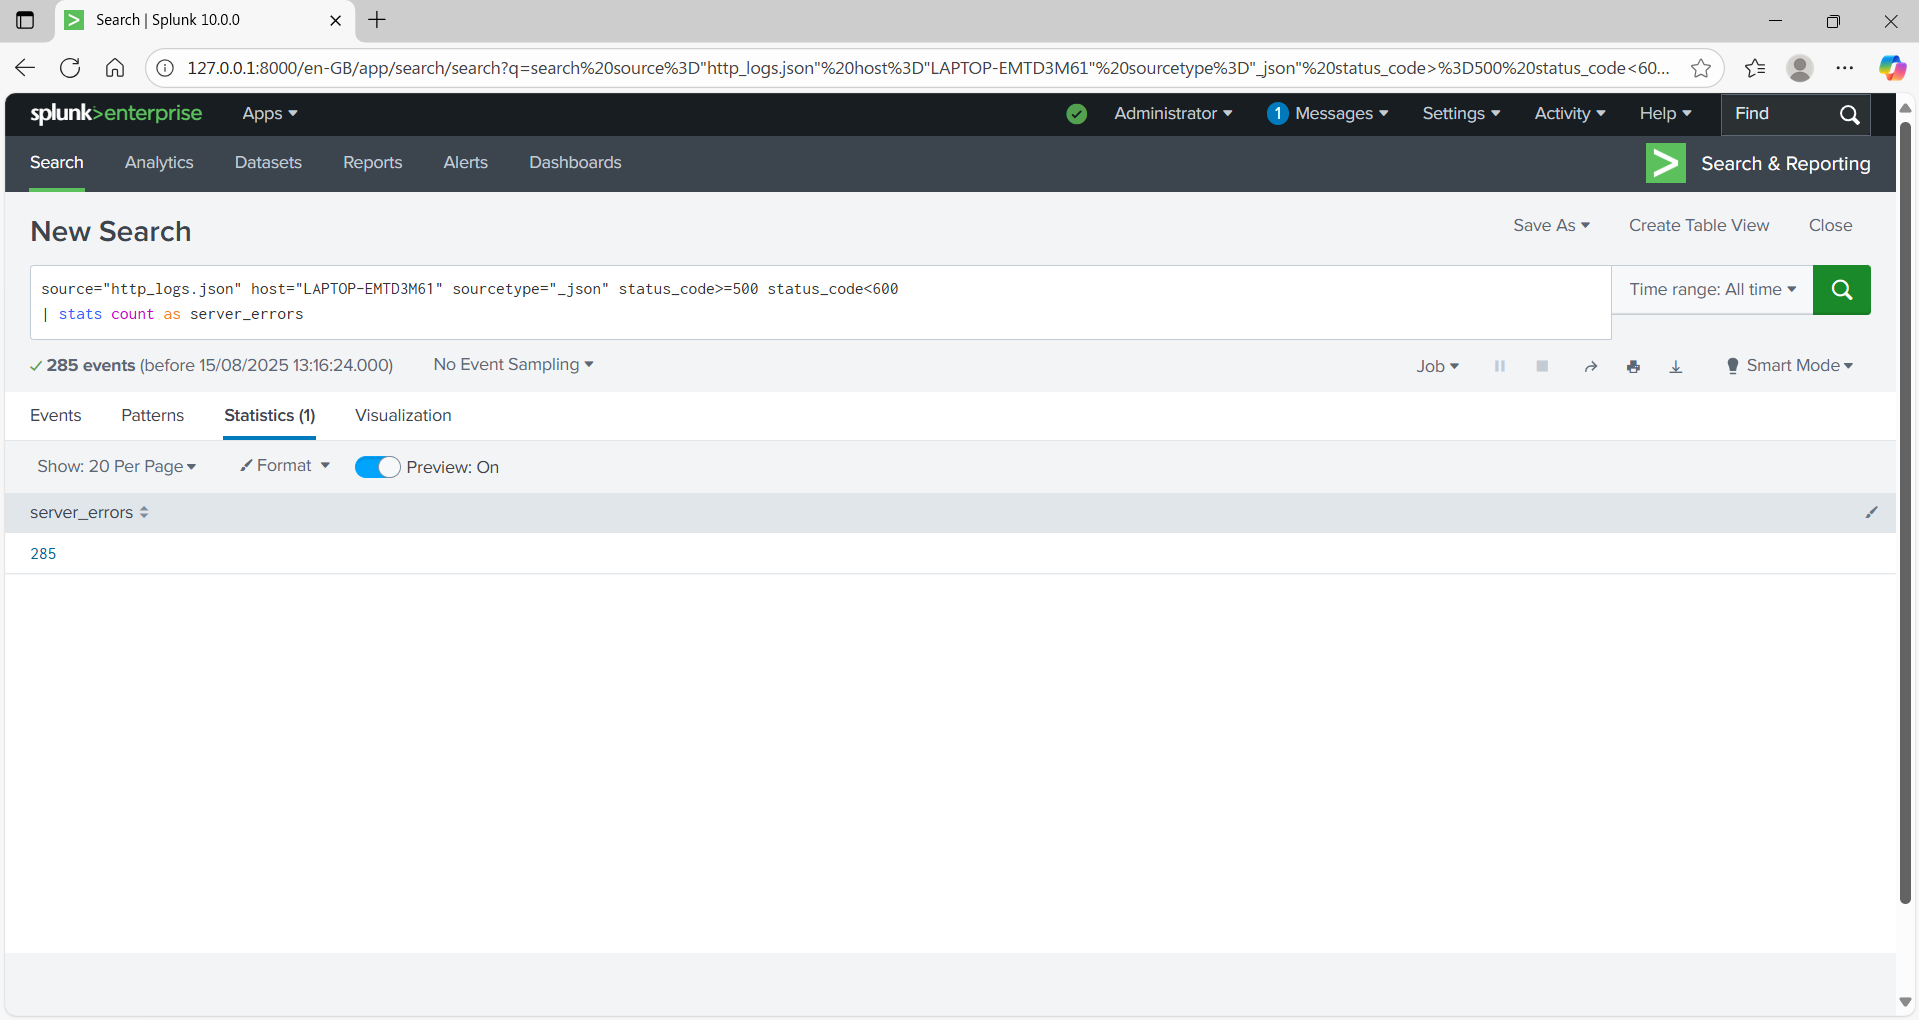 Search | Splunk 10.0.0
127.0.0.1:8000/en-GB/app/search/search?q=search%20source%3D"http_logs.json"%20host%3D"LAPTOP-EMTD3M61"%20sourcetype%3D"_json"%20status_code>%3D500%20status_code<60...
splunk>enterprise Apps Administrator 1 Messages Settings Activity Help Find
Search Analytics Datasets Reports Alerts Dashboards > Search & Reporting
New Search Save As Create Table View Close
source="http_logs.json" host="LAPTOP-EMTD3M61" sourcetype="_json" status_code>=500 status_code<600 Time range: All time
| stats count as server_errors
285 events (before 15/08/2025 13:16:24.000) No Event Sampling Job Smart Mode
Events Patterns Statistics (1) Visualization
Show: 20 Per Page Format Preview: On
server_errors
285